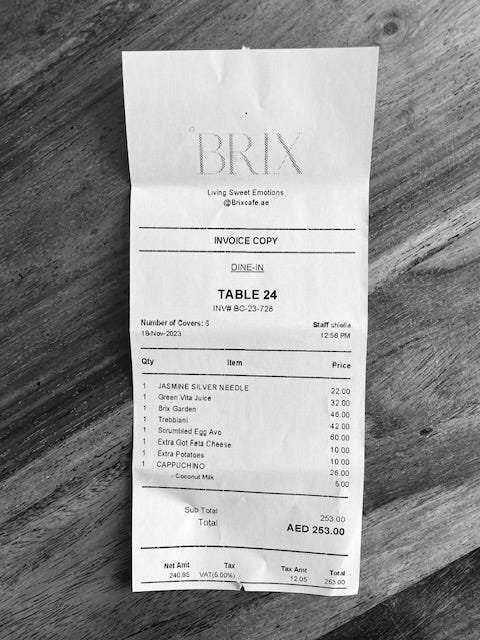 BRIX
Living Sweet Emotions
@Brixcafe.ae
INVOICE COPY
DINE-IN
TABLE 24
INV# BC-23-728
Number of Covers: 6 Staff shiella
18-Nov-2023 12:56 PM
Qty Item Price
1 JASMINE SILVER NEEDLE 22.00
1 Green Vita Juice 32.00
1 Brix Garden 46.00
1 Trebbiani 42.00
1 Scrumbled Egg Avo 60.00
1 Extra Got Feta Cheese 10.00
1 Extra Potatoes 10.00
1 CAPPUCHINO 26.00
- Coconut Milk 5.00
Sub Total 253.00
Total AED 253.00
Net Amt Tax Tax Amt Total
240.95 VAT(5.00%) 12.05 253.00